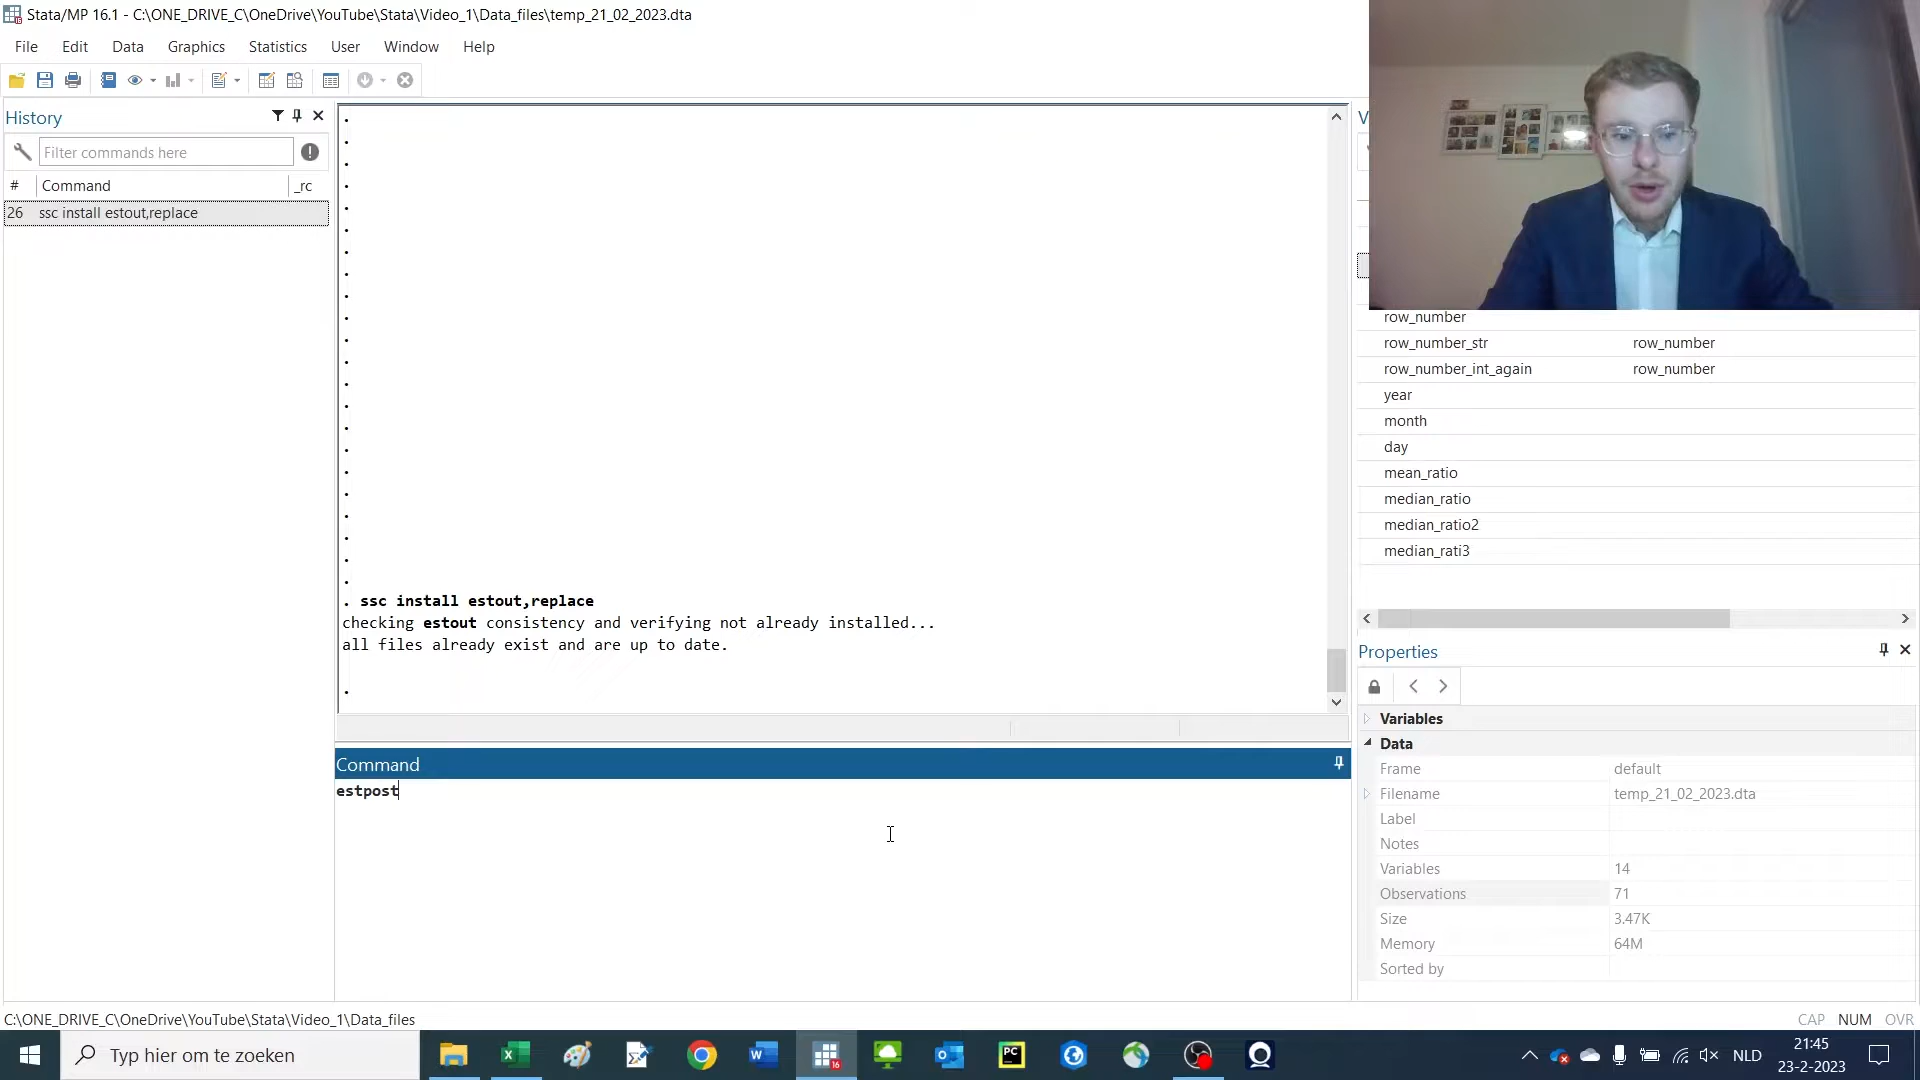 Stata/MP 16.1 - C:\ONE_DRIVE_C\OneDrive\YouTube\Stata\Video_1\Data_files\temp_21_02_2023.dta
File Edit Data Graphics Statistics User Window Help
History
Filter commands here
# Command _rc
26 ssc install estout,replace
. ssc install estout,replace
checking estout consistency and verifying not already installed...
all files already exist and are up to date.
.
Command
estpost
V
row_number
row_number_str row_number
row_number_int_again row_number
year
month
day
mean_ratio
median_ratio
median_ratio2
median_rati3
Properties
Variables
Data
Frame default
Filename temp_21_02_2023.dta
Label
Notes
Variables 14
Observations 71
Size 3.47K
Memory 64M
Sorted by
C:\ONE_DRIVE_C\OneDrive\YouTube\Stata\Video_1\Data_files
CAP NUM OVR
Typ hier om te zoeken
W
16
PC
NLD
21:45
23-2-2023